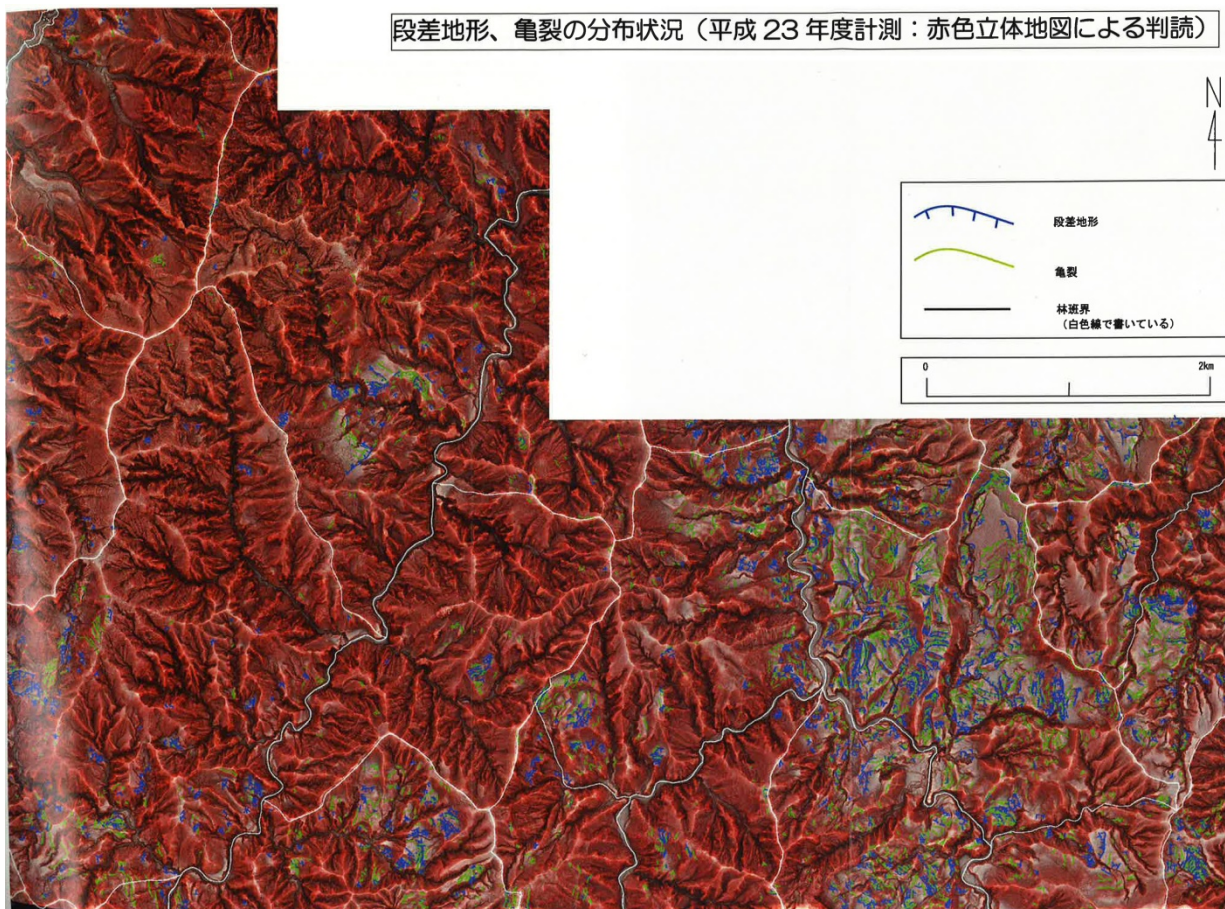 段差地形、亀裂の分布状況（平成23年度計測：赤色立体地図による判読）
N
段差地形
亀裂
林班界
（白色線で書いている）
0
2km